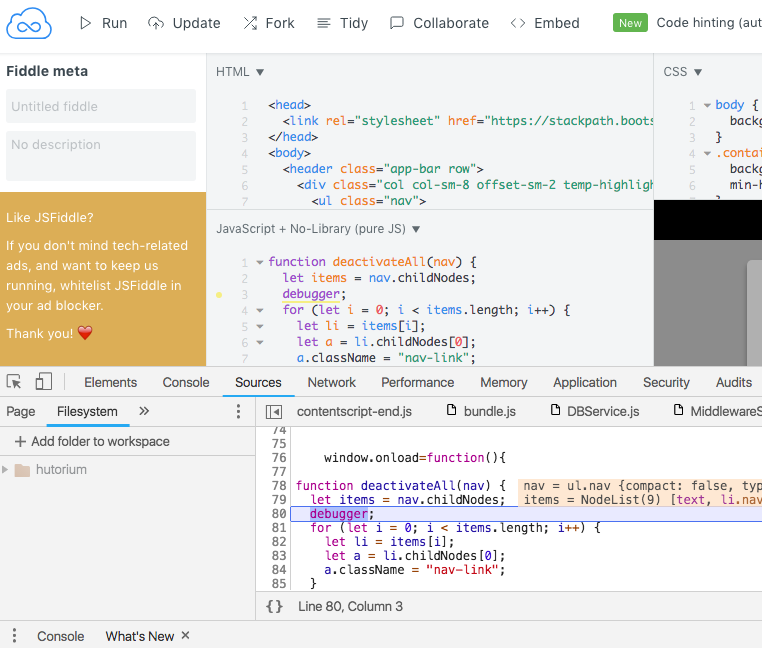 Run Update Fork Tidy Collaborate Embed New Code hinting (aut
Fiddle meta
Untitled fiddle
No description
Like JSFiddle?
If you don't mind tech-related
ads, and want to keep us
running, whitelist JSFiddle in
your ad blocker.
Thank you! ❤️
HTML ▼
1 <head>
2 <link rel="stylesheet" href="https://stackpath.boots
3 </head>
4 <body>
5 <header class="app-bar row">
6 <div class="col col-sm-8 offset-sm-2 temp-highligh
7 <ul class="nav">
CSS ▼
1 body {
2 backg
3 }
4 .contai
5 backg
6 min-h
JavaScript + No-Library (pure JS) ▼
1 function deactivateAll(nav) {
2 let items = nav.childNodes;
3 debugger;
4 for (let i = 0; i < items.length; i++) {
5 let li = items[i];
6 let a = li.childNodes[0];
7 a.className = "nav-link";
Elements Console Sources Network Performance Memory Application Security Audits
Page Filesystem »
+ Add folder to workspace
hutorium
contentscript-end.js bundle.js DBService.js MiddlewareS
74
75
76 window.onload=function(){
77
78 function deactivateAll(nav) { nav = ul.nav {compact: false, typ
79 let items = nav.childNodes; items = NodeList(9) [text, li.nav
80 debugger;
81 for (let i = 0; i < items.length; i++) {
82 let li = items[i];
83 let a = li.childNodes[0];
84 a.className = "nav-link";
85 }
{} Line 80, Column 3
Console What's New ×